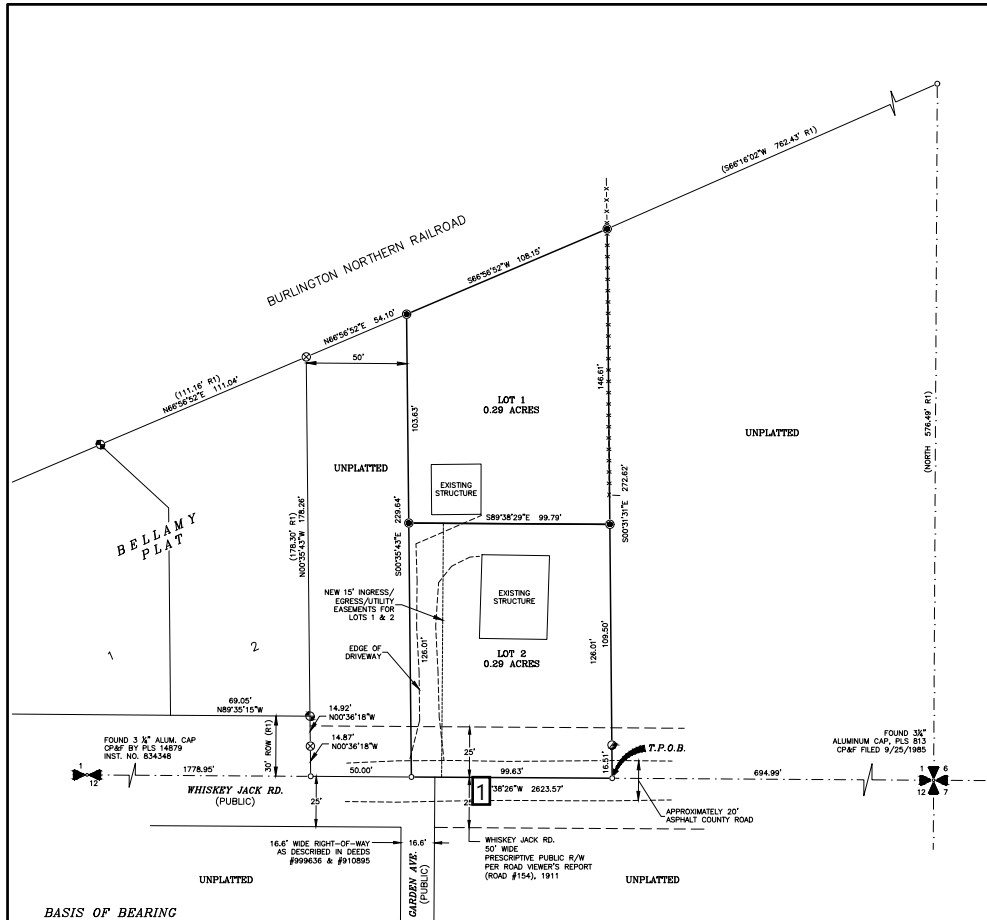 (S66°16'02"W 762.43' R1)
BURLINGTON NORTHERN RAILROAD
S66°56'52"W 108.15'
N66°56'52"E 54.10'
(111.16' R1)
N66°56'52"E 111.04'
50'
103.63'
146.61'
LOT 1
0.29 ACRES
UNPLATTED
UNPLATTED
(NORTH 576.49' R1)
EXISTING
STRUCTURE
S89°38'29"E 99.79'
S00°31'31"E 272.62'
S00°35'43"E 229.64'
(178.30' R1)
N00°35'43"W 178.26'
BELLAMY
PLAT
NEW 15' INGRESS/
EGRESS/UTILITY
EASEMENTS FOR
LOTS 1 & 2
EXISTING
STRUCTURE
126.01'
126.01'
109.50'
EDGE OF
DRIVEWAY
LOT 2
0.29 ACRES
1
2
69.05'
N89°35'15"W
14.92'
N00°36'18"W
14.87'
N00°36'18"W
30' ROW (R1)
FOUND 3 ¼" ALUM. CAP
CP&F BY PLS 14879
INST. NO. 834348
25'
16.51'
T.P.O.B.
FOUND 3¼"
ALUMINUM CAP, PLS 813
CP&F FILED 9/25/1985
1
12
1778.95'
50.00'
99.63'
694.99'
1 6
12 7
WHISKEY JACK RD.
(PUBLIC)
25'
25
1
'38'26"W 2623.57'
APPROXIMATELY 20'
ASPHALT COUNTY ROAD
16.6' WIDE RIGHT-OF-WAY
AS DESCRIBED IN DEEDS
#999636 & #910895
16.6'
WHISKEY JACK RD.
50' WIDE
PRESCRIPTIVE PUBLIC R/W
PER ROAD VIEWER'S REPORT
(ROAD #154), 1911
GARDEN AVE.
(PUBLIC)
UNPLATTED
UNPLATTED
BASIS OF BEARING